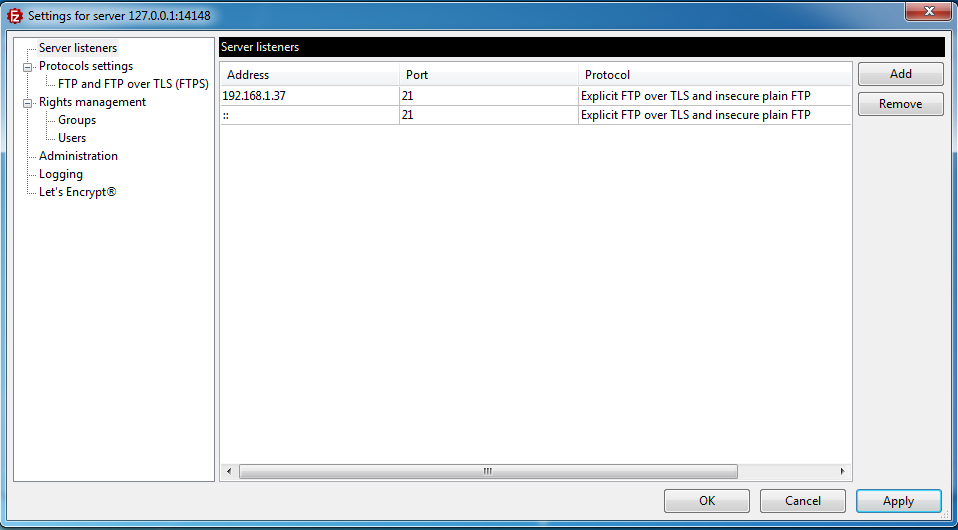 Settings for server 127.0.0.1:14148
Server listeners
Protocols settings
FTP and FTP over TLS (FTPS)
Rights management
Groups
Users
Administration
Logging
Let's Encrypt®
Server listeners
Address Port Protocol
192.168.1.37 21 Explicit FTP over TLS and insecure plain FTP
:: 21 Explicit FTP over TLS and insecure plain FTP
Add
Remove
OK Cancel Apply